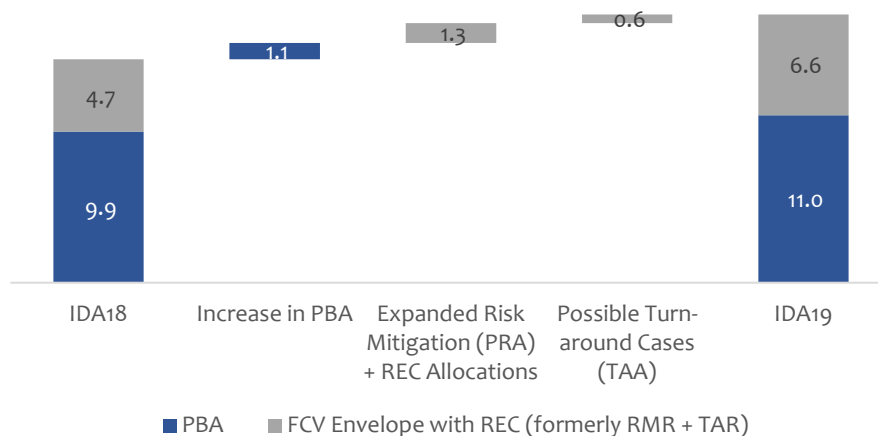 0.6
1.3
1.1
4.7
6.6
9.9
11.0
IDA18
Increase in PBA
Expanded Risk
Mitigation (PRA)
+ REC Allocations
Possible Turn-
around Cases
(TAA)
IDA19
PBA
FCV Envelope with REC (formerly RMR + TAR)